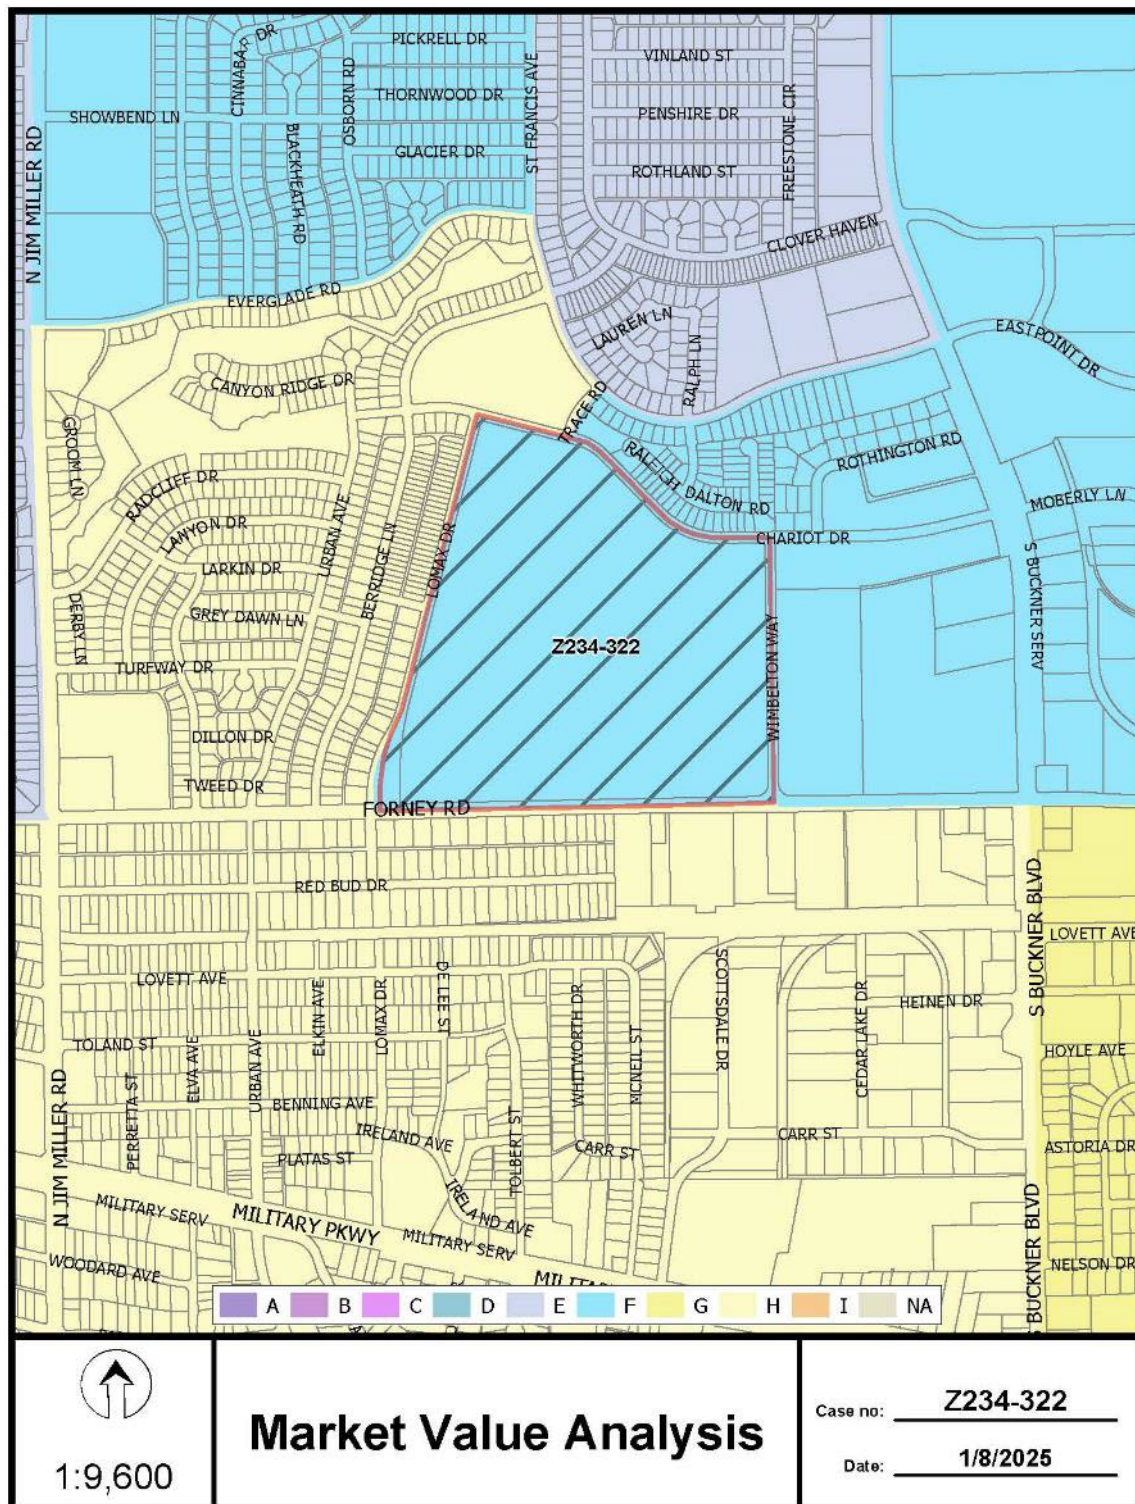 PICKRELL DR
CINNABAR DR
OSBORN RD
ST FRANCIS AVE
VINLAND ST
THORNWOOD DR
SHOWBEND LN
PENSHIRE DR
FREESTONE CIR
N JIM MILLER RD
BLACKHEATH RD
GLACIER DR
ROTHLAND ST
CLOVER HAVEN
EVERGLADE RD
LAUREN LN
RALPH LN
EASTPOINT DR
CANYON RIDGE DR
TRACE RD
GROOM LN
RADCLIFF DR
RALEIGH
DALTON RD
ROTHINGTON RD
MOBERLY LN
LANYON DR
URBAN AVE
BERRIDGE LN
LOMAX DR
CHARIOT DR
LARKIN DR
DERBY LN
GREY DAWN LN
S BUCKNER SERV
Z234-322
WIMBELTON WAY
TURFWAY DR
DILLON DR
TWEED DR
FORNEY RD
RED BUD DR
S BUCKNER BLVD
LOVETT AVE
LOVETT AVE
ELKIN AVE
LOMAX DR
DE LEE ST
WHITWORTH DR
MCNEIL ST
SCOTTSDALE DR
CEDAR LAKE DR
HEINEN DR
TOLAND ST
ELVA AVE
URBAN AVE
HOYLE AVE
N JIM MILLER RD
PERRETTA ST
BENNING AVE
IRELAND AVE
PLATAS ST
TOLBERT ST
CARR ST
CARR ST
ASTORIA DR
MILITARY SERV
MILITARY PKWY
MILITARY SERV
IRELAND AVE
S BUCKNER BLVD
WOODARD AVE
NELSON DR
A B C D E F G H I NA
1:9,600
Market Value Analysis
Case no: Z234-322
Date: 1/8/2025